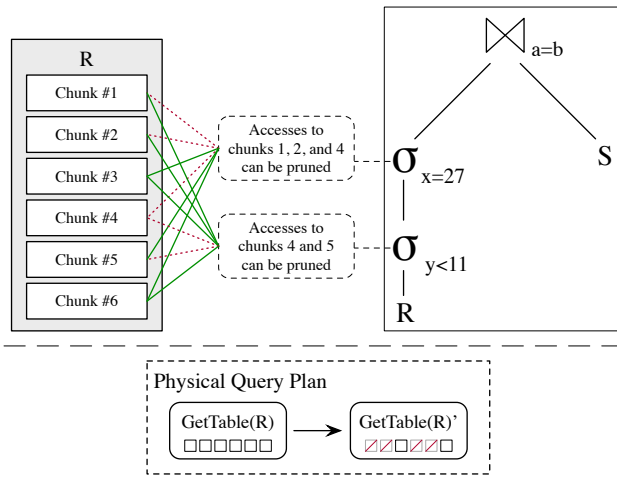 R
Chunk #1
Chunk #2
Chunk #3
Chunk #4
Chunk #5
Chunk #6
Accesses to
chunks 1, 2, and 4
can be pruned
Accesses to
chunks 4 and 5
can be pruned
⋈ a=b
σ x=27
S
σ y<11
R
Physical Query Plan
GetTable(R)
GetTable(R)’